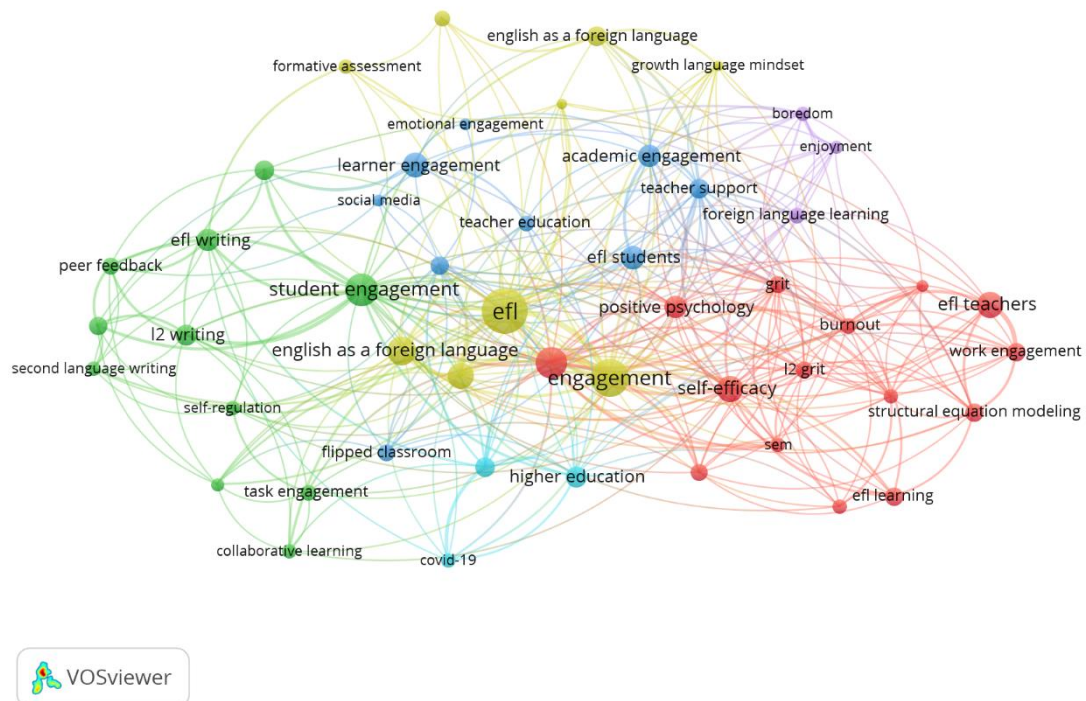 english as a foreign language
formative assessment
growth language mindset
boredom
emotional engagement
enjoyment
learner engagement
academic engagement
teacher support
social media
foreign language learning
teacher education
efl writing
peer feedback
efl students
student engagement
grit
positive psychology
efl
efl teachers
burnout
l2 writing
english as a foreign language
work engagement
second language writing
engagement
l2 grit
self-efficacy
self-regulation
structural equation modeling
sem
flipped classroom
higher education
task engagement
efl learning
collaborative learning
covid-19
VOSviewer